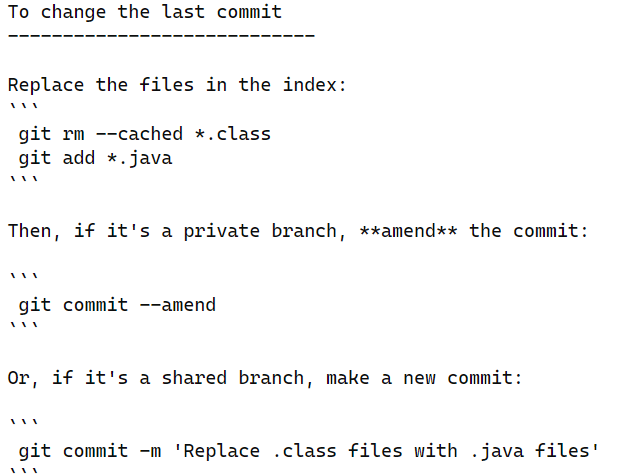 To change the last commit
----------------------------
Replace the files in the index:
```
git rm --cached *.class
git add *.java
```
Then, if it's a private branch, **amend** the commit:
```
git commit --amend
```
Or, if it's a shared branch, make a new commit:
```
git commit -m 'Replace .class files with .java files'
```